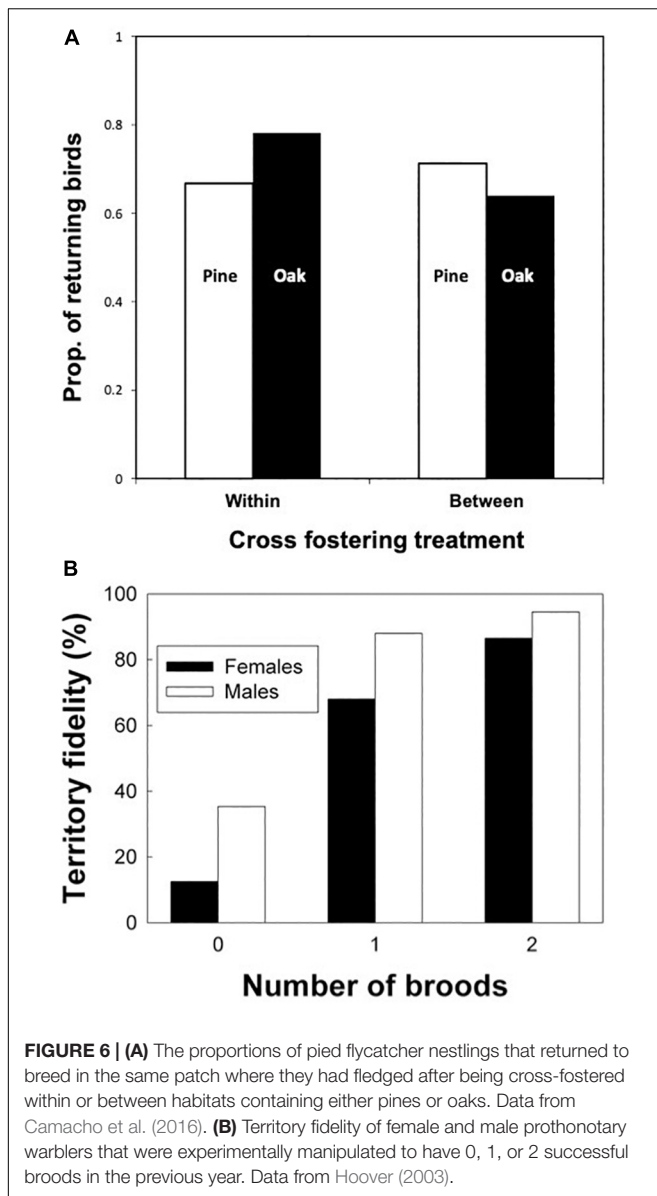 A
1
0.8
0.6
0.4
0.2
0
Prop. of returning birds
Pine Oak Pine Oak
Within Between
Cross fostering treatment
B
100
80
60
40
20
0
Territory fidelity (%)
Females
Males
0 1 2
Number of broods
FIGURE 6 | (A) The proportions of pied flycatcher nestlings that returned to
breed in the same patch where they had fledged after being cross-fostered
within or between habitats containing either pines or oaks. Data from
Camacho et al. (2016). (B) Territory fidelity of female and male prothonotary
warblers that were experimentally manipulated to have 0, 1, or 2 successful
broods in the previous year. Data from Hoover (2003).